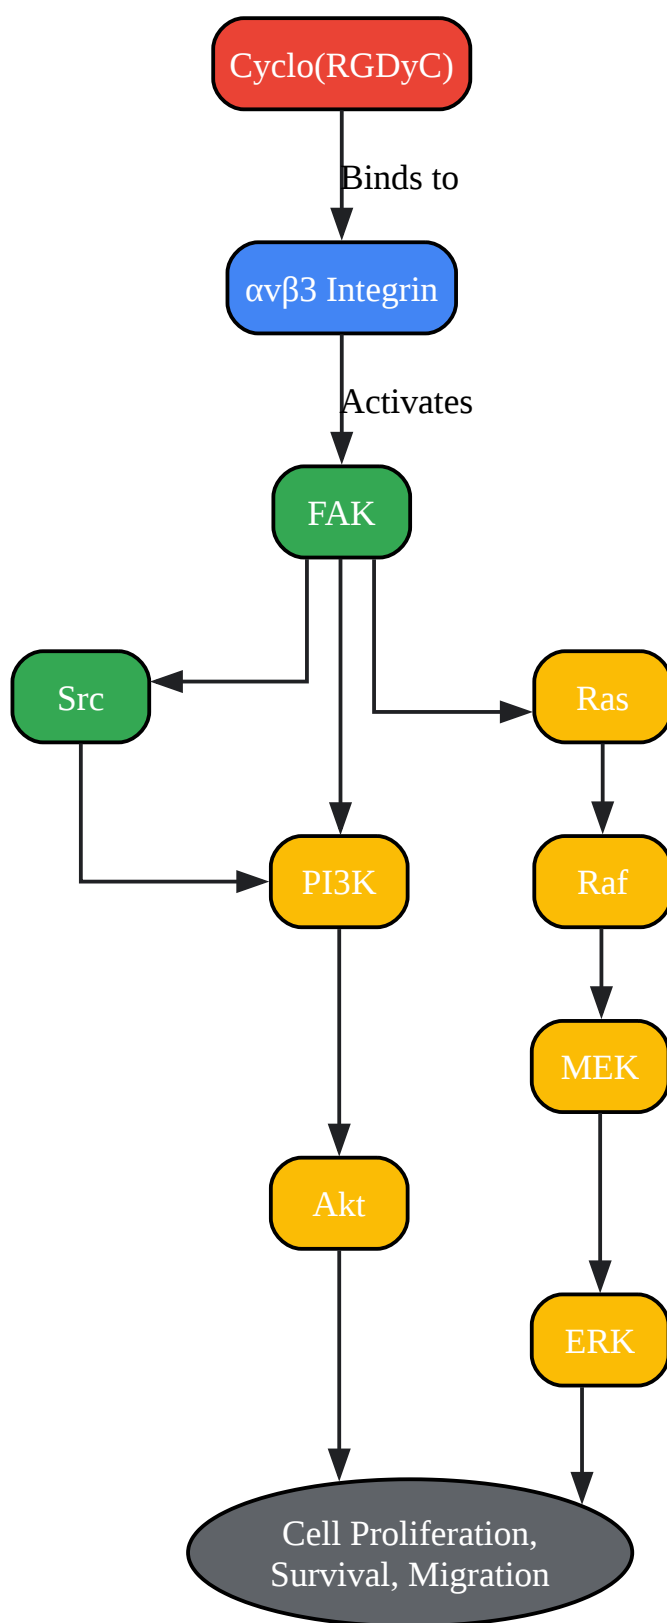 Cyclo(RGDyC)
Binds to
αvβ3 Integrin
Activates
FAK
Src
Ras
PI3K
Raf
MEK
Akt
ERK
Cell Proliferation,
Survival, Migration